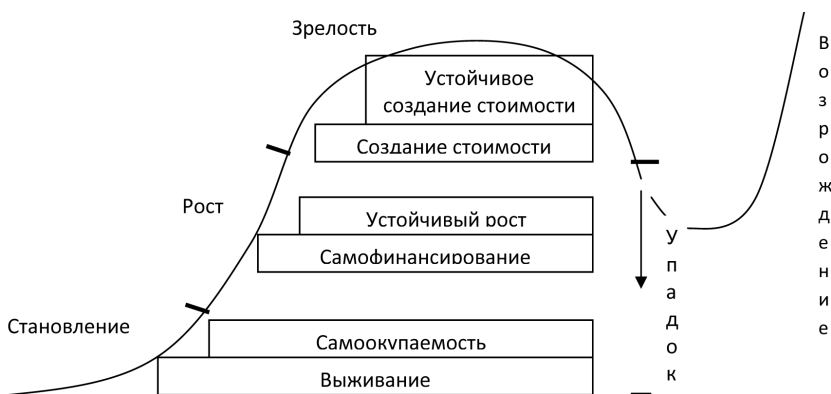 Зрелость
Устойчивое
создание стоимости
Создание стоимости
Рост
Устойчивый рост
Самофинансирование
Становление
Самоокупаемость
Выживание
Упадок
Возрождение